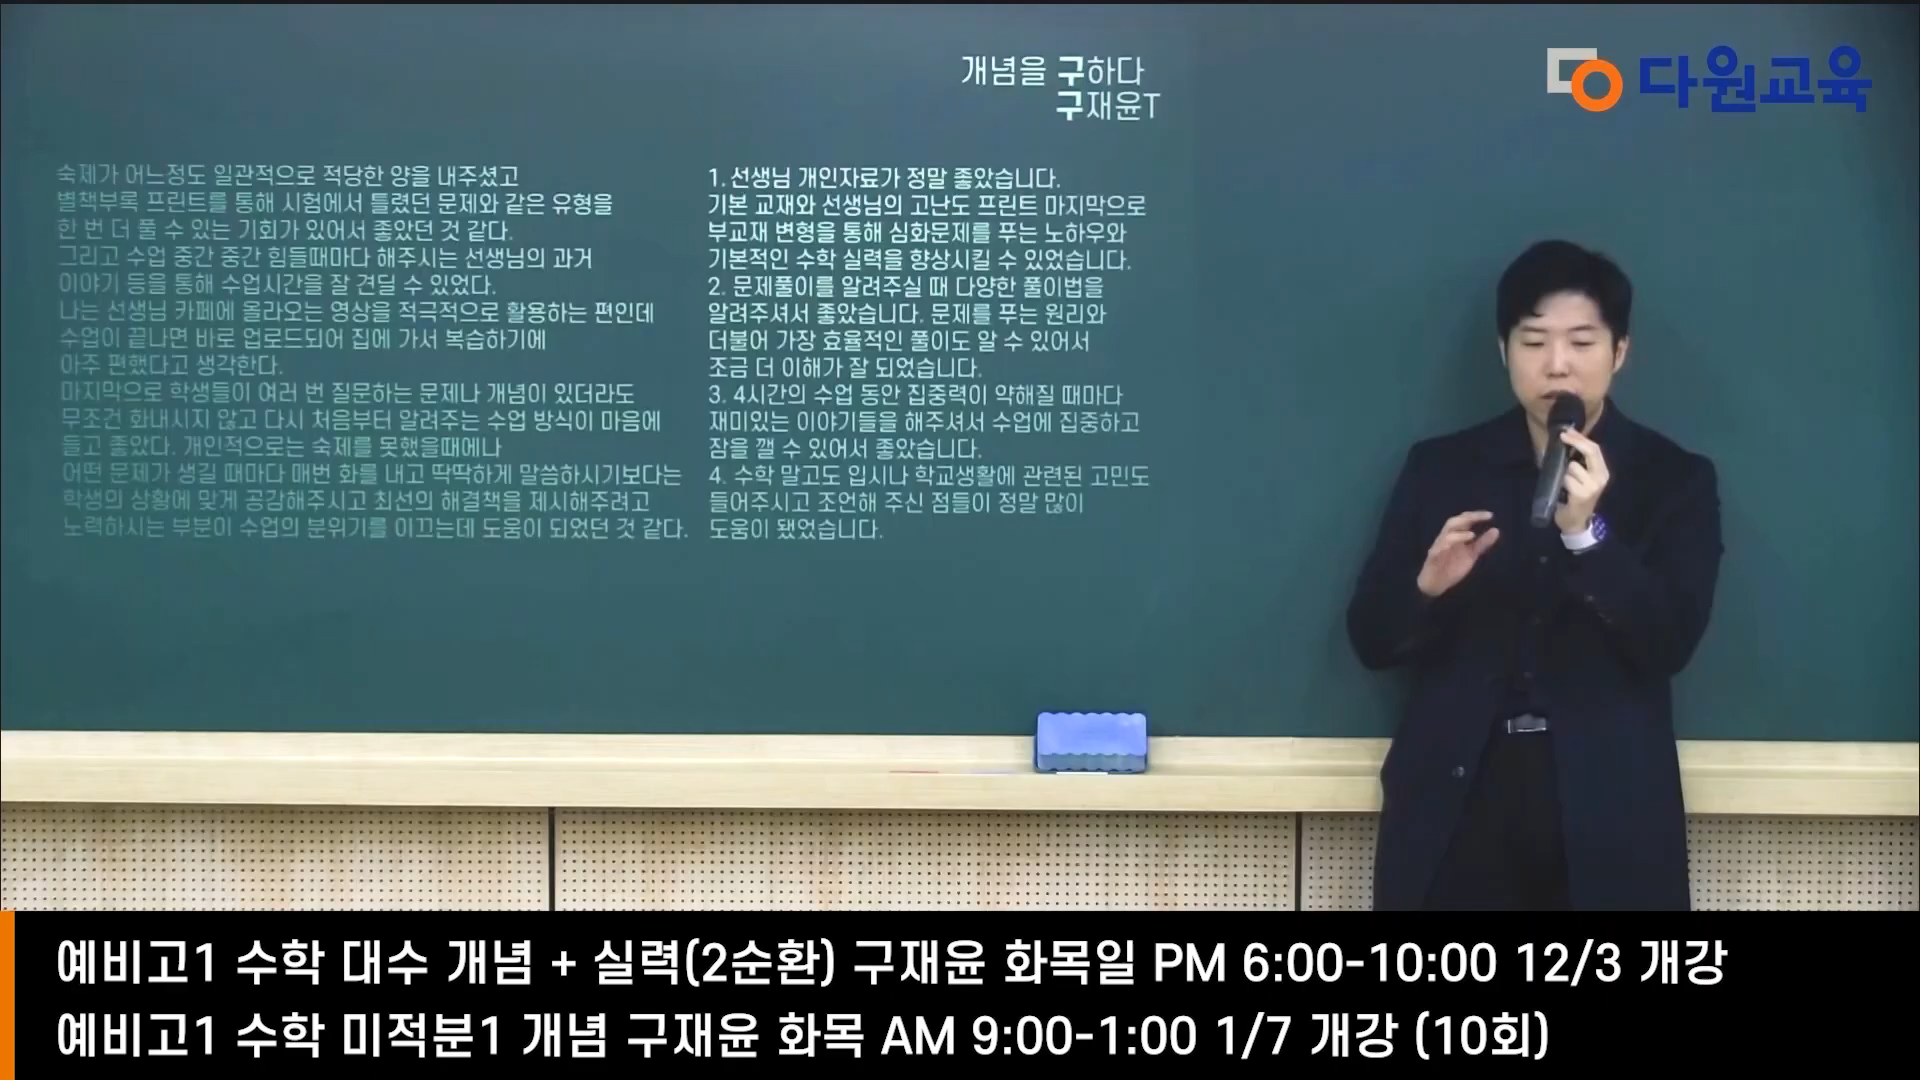 개념을 구하다
구재윤T
다원교육
숙제가 어느정도 일관적으로 적당한 양을 내주셨고
별책부록 프린트를 통해 시험에서 틀렸던 문제와 같은 유형을
한 번 더 풀 수 있는 기회가 있어서 좋았던 것 같다.
그리고 수업 중간 중간 힘들때마다 해주시는 선생님의 과거
이야기 등을 통해 수업시간을 잘 견딜 수 있었다.
나는 선생님 카페에 올라오는 영상을 적극적으로 활용하는 편인데
수업이 끝나면 바로 업로드되어 집에 가서 복습하기에
아주 편했다고 생각한다.
마지막으로 학생들이 여러 번 질문하는 문제나 개념이 있더라도
무조건 화내시지 않고 다시 처음부터 알려주는 수업 방식이 마음에
들고 좋았다. 개인적으로는 숙제를 못했을때에나
어떤 문제가 생길 때마다 매번 화를 내고 딱딱하게 말씀하시기보다는
학생의 상황에 맞게 공감해주시고 최선의 해결책을 제시해주려고
노력하시는 부분이 수업의 분위기를 이끄는데 도움이 되었던 것 같다.
1. 선생님 개인자료가 정말 좋았습니다.
기본 교재와 선생님의 고난도 프린트 마지막으로
부교재 변형을 통해 심화문제를 푸는 노하우와
기본적인 수학 실력을 향상시킬 수 있었습니다.
2. 문제풀이를 알려주실 때 다양한 풀이법을
알려주셔서 좋았습니다. 문제를 푸는 원리와
더불어 가장 효율적인 풀이도 알 수 있어서
조금 더 이해가 잘 되었습니다.
3. 4시간의 수업 동안 집중력이 약해질 때마다
재미있는 이야기들을 해주셔서 수업에 집중하고
잠을 깰 수 있어서 좋았습니다.
4. 수학 말고도 입시나 학교생활에 관련된 고민도
들어주시고 조언해 주신 점들이 정말 많이
도움이 됐었습니다.
예비고1 수학 대수 개념 + 실력(2순환) 구재윤 화목일 PM 6:00-10:00 12/3 개강
예비고1 수학 미적분1 개념 구재윤 화목 AM 9:00-1:00 1/7 개강 (10회)